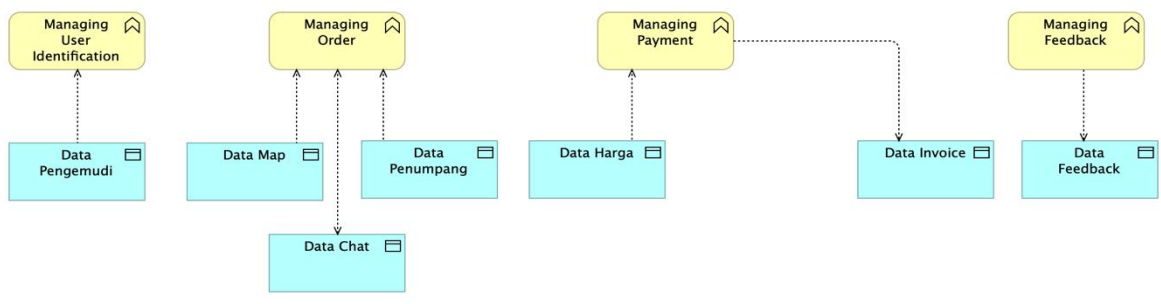 Managing
User
Identification
Managing
Order
Managing
Payment
Managing
Feedback
Data
Pengemudi
Data Map
Data
Penumpang
Data Harga
Data Invoice
Data
Feedback
Data Chat